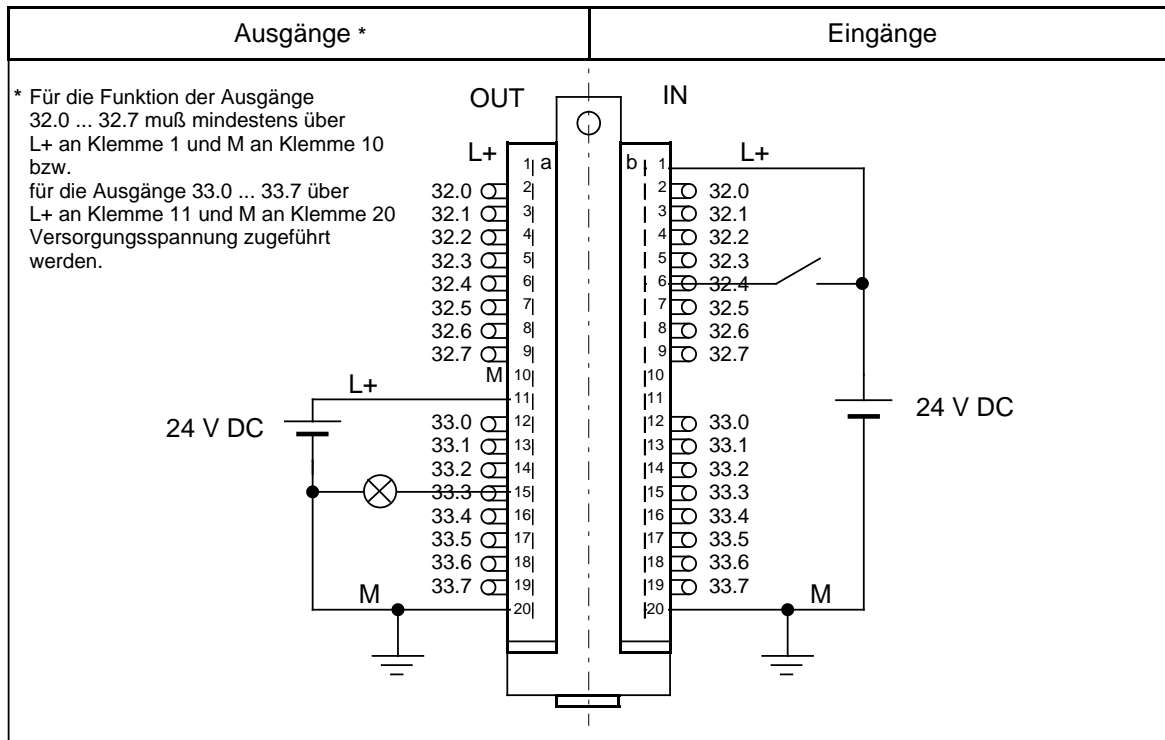 Ausgänge *
Eingänge
* Für die Funktion der Ausgänge
32.0 ... 32.7 muß mindestens über
L+ an Klemme 1 und M an Klemme 10
bzw.
für die Ausgänge 33.0 ... 33.7 über
L+ an Klemme 11 und M an Klemme 20
Versorgungsspannung zugeführt
werden.
OUT IN
L+ 1 a b 1 L+
32.0 2 2 32.0
32.1 3 3 32.1
32.2 4 4 32.2
32.3 5 5 32.3
32.4 6 6 32.4
32.5 7 7 32.5
32.6 8 8 32.6
32.7 9 9 32.7
M 10 10
L+ 11 11
24 V DC 24 V DC
33.0 12 12 33.0
33.1 13 13 33.1
33.2 14 14 33.2
33.3 15 15 33.3
33.4 16 16 33.4
33.5 17 17 33.5
33.6 18 18 33.6
33.7 19 19 33.7
M 20 20 M